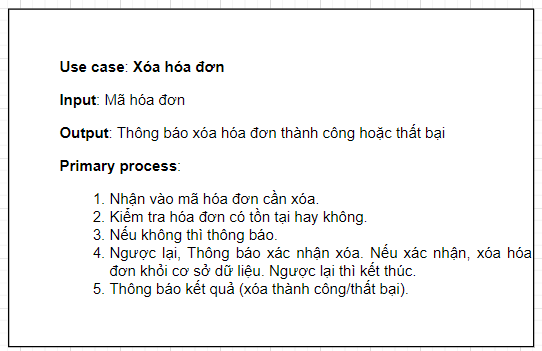 Use case: Xóa hóa đơn
Input: Mã hóa đơn
Output: Thông báo xóa hóa đơn thành công hoặc thất bại
Primary process:
1. Nhận vào mã hóa đơn cần xóa.
2. Kiểm tra hóa đơn có tồn tại hay không.
3. Nếu không thì thông báo.
4. Ngược lại, Thông báo xác nhận xóa. Nếu xác nhận, xóa hóa
đơn khỏi cơ sở dữ liệu. Ngược lại thì kết thúc.
5. Thông báo kết quả (xóa thành công/thất bại).